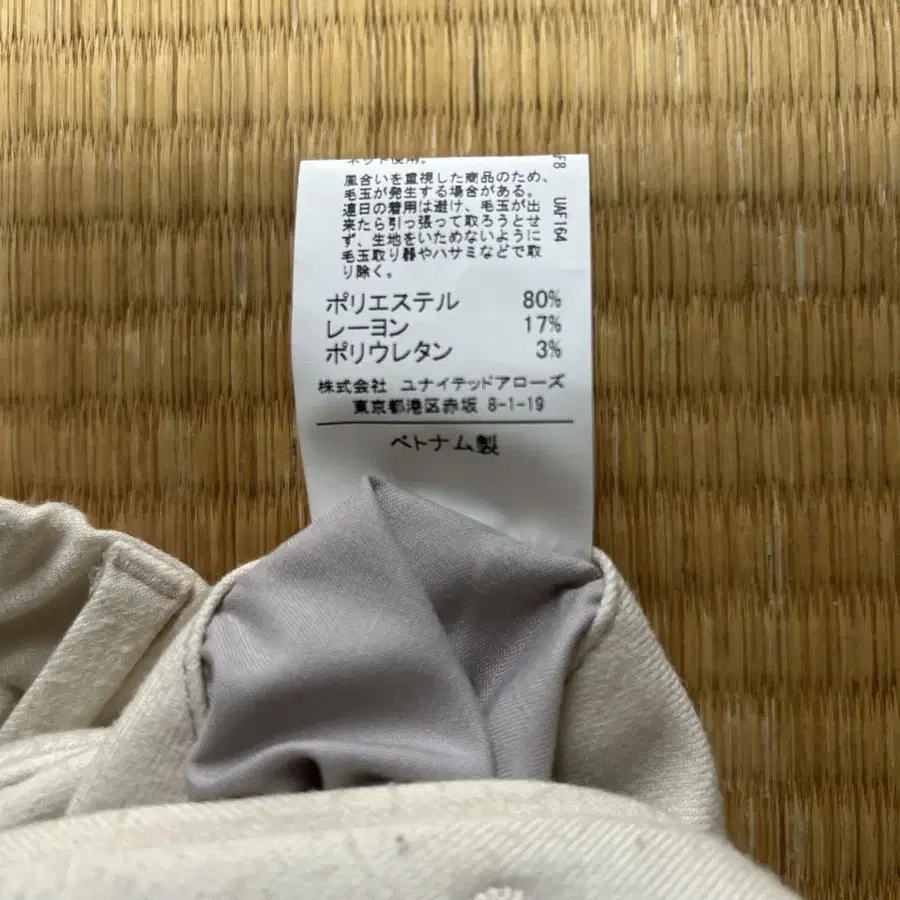 ネット使用。
風合いを重視した商品のため、
毛玉が発生する場合がある。
連日の着用は避け、毛玉が出
来たら引っ張って取ろうとせ
ず、生地をいためないように
毛玉取り器やハサミなどで取
り除く。
ポリエステル 80%
レーヨン 17%
ポリウレタン 3%
株式会社 ユナイテッドアローズ
東京都港区赤坂 8-1-19
ベトナム製
UAF164